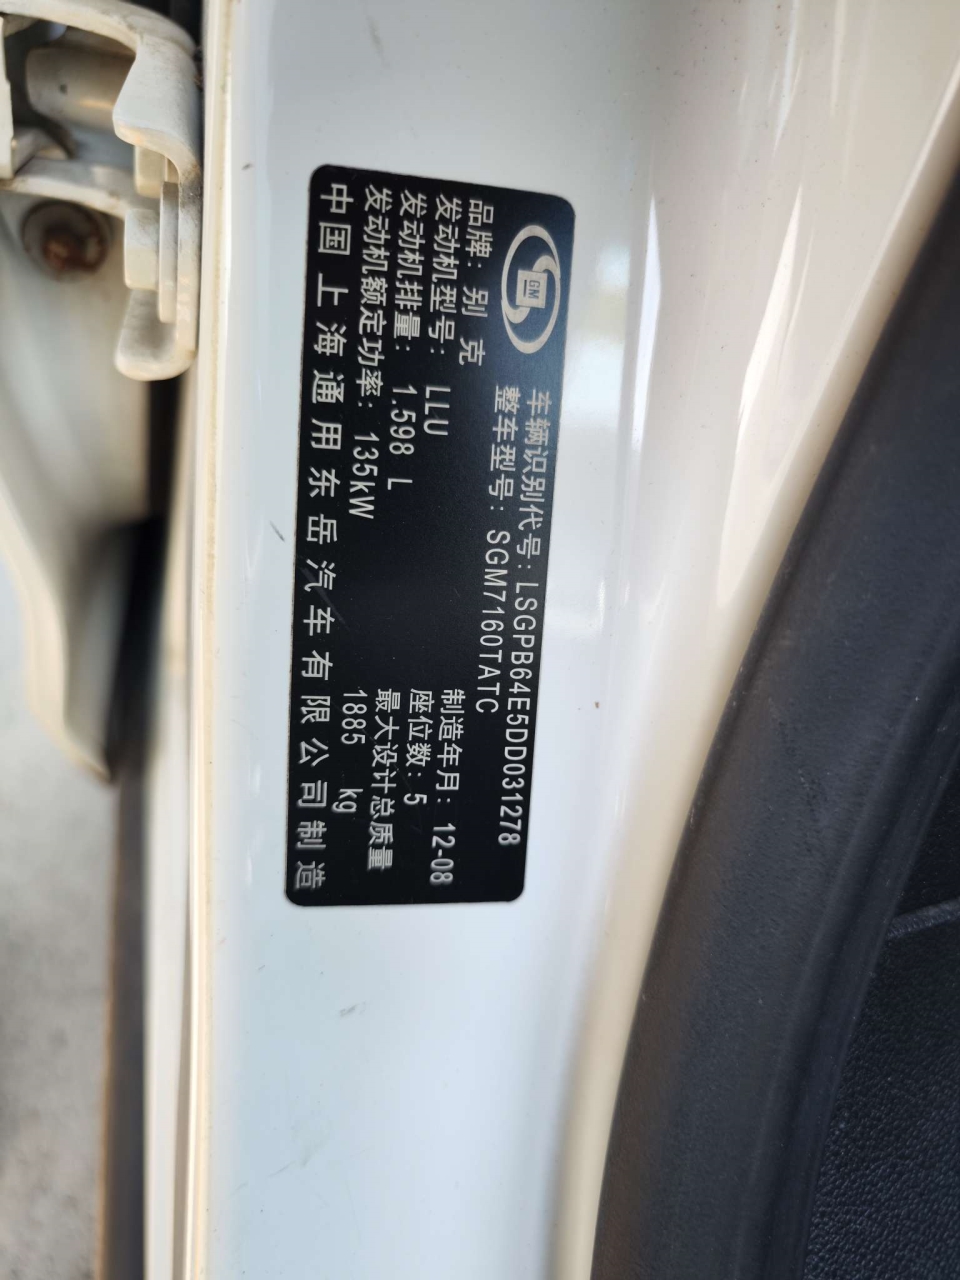 GM
车辆识别代号:LSGPB64E5DD031278
整车型号:SGM7160TATC
品牌:别 克
发动机型号:LLU
制造年月:12-08
发动机排量:1.598 L
座位数:5
发动机额定功率:135kW
最大设计总质量
1885 kg
中国上海通用东岳汽车有限公司制造